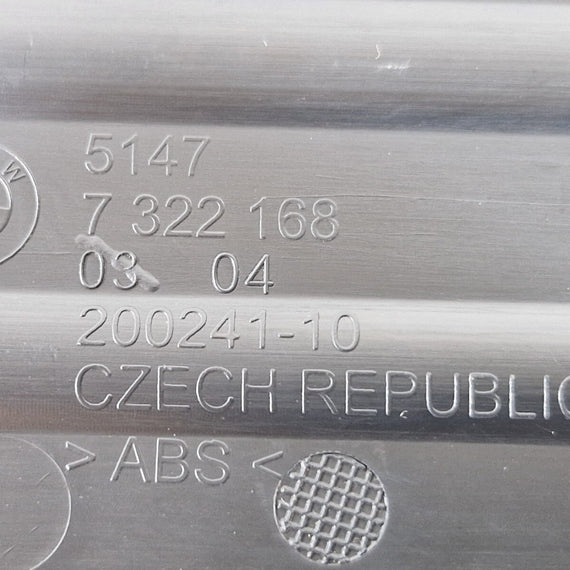 W
5147
7 322 168
03 04
200241-10
CZECH REPUBLIC
> ABS <